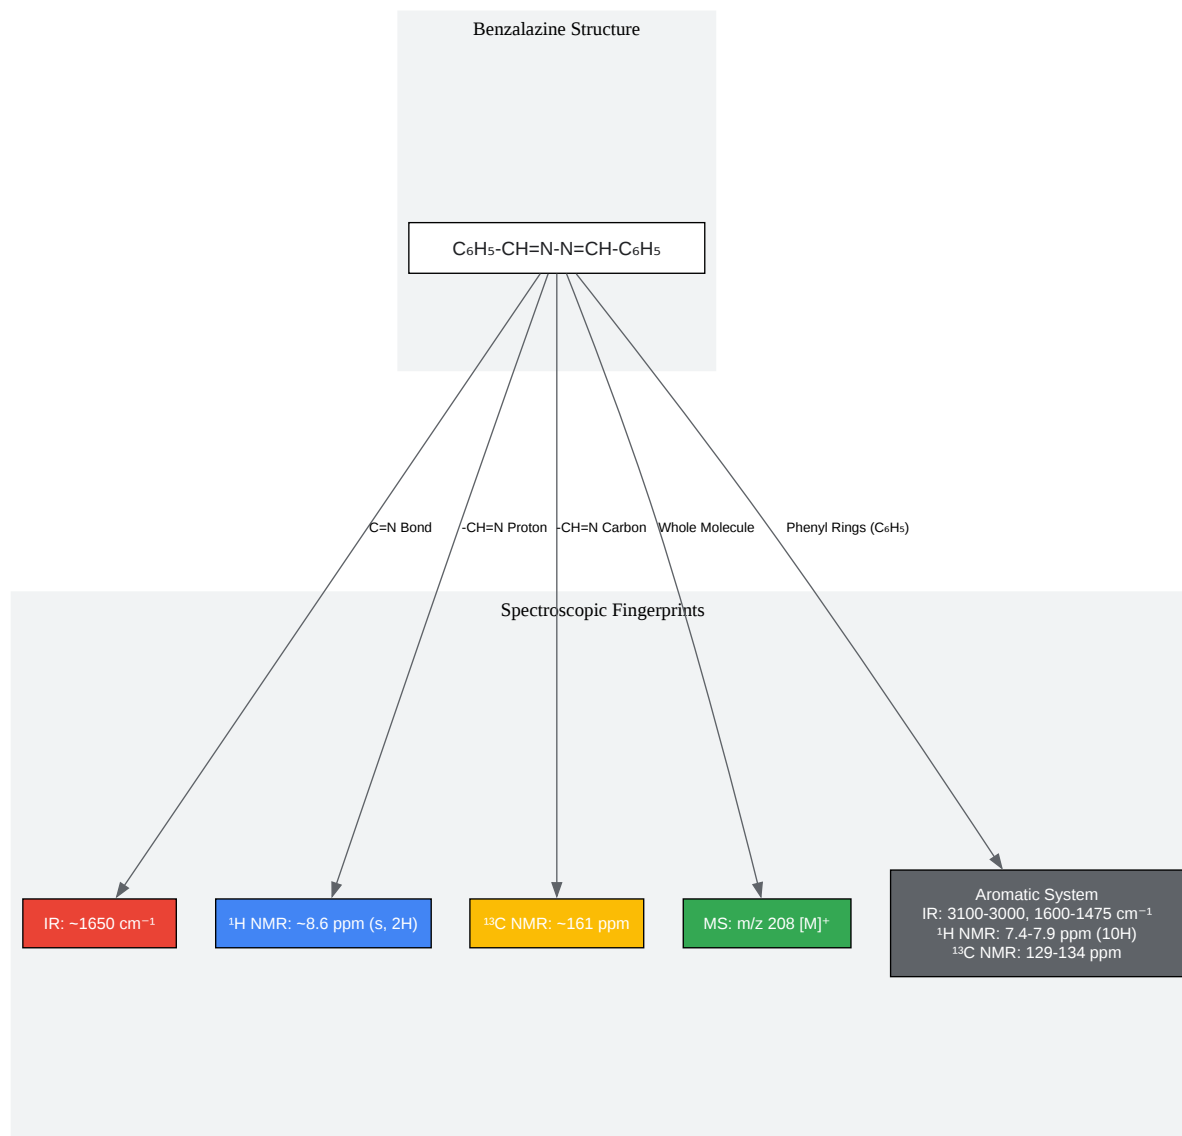 Benzalazine Structure
C₆H₅-CH=N-N=CH-C₆H₅
C=N Bond
-CH=N Proton
-CH=N Carbon
Whole Molecule
Phenyl Rings (C₆H₅)
Spectroscopic Fingerprints
IR: ~1650 cm⁻¹
¹H NMR: ~8.6 ppm (s, 2H)
¹³C NMR: ~161 ppm
MS: m/z 208 [M]⁺
Aromatic System
IR: 3100-3000, 1600-1475 cm⁻¹
¹H NMR: 7.4-7.9 ppm (10H)
¹³C NMR: 129-134 ppm